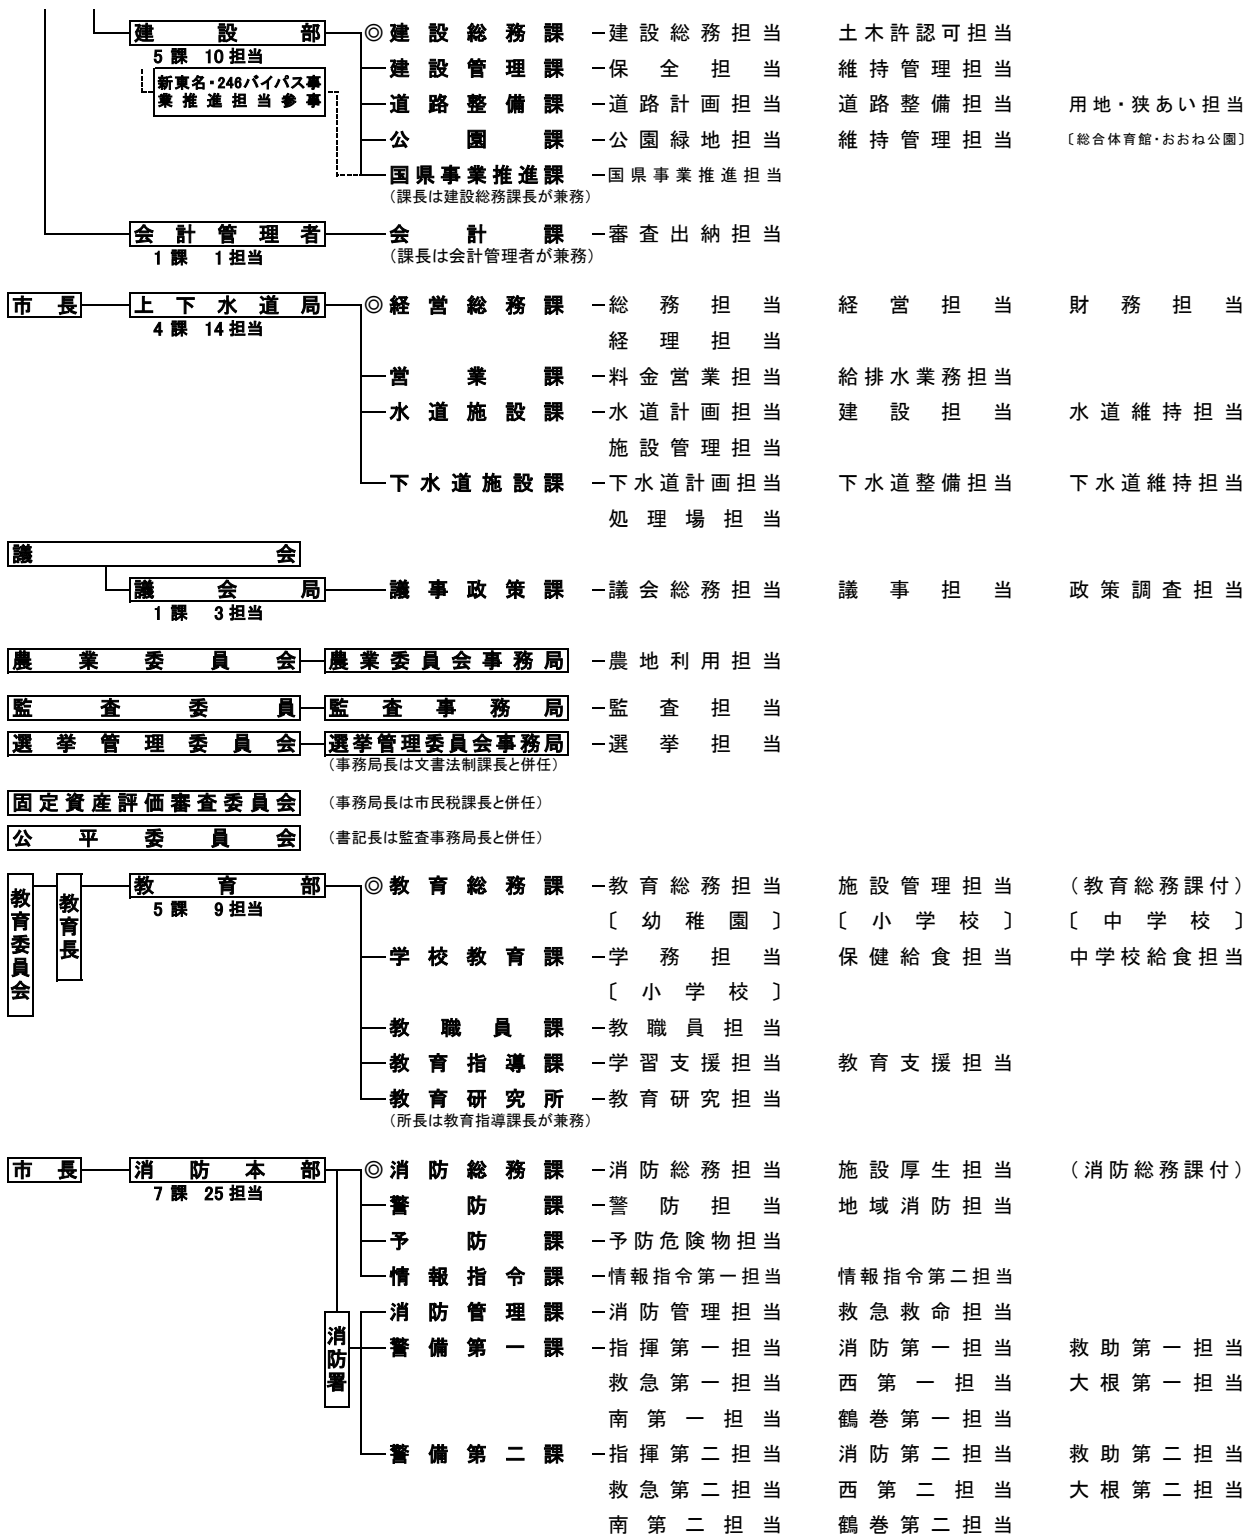 建設部 ◎建設総務課 －建設総務担当 土木許認可担当
5課 10担当
建設管理課 －保全担当 維持管理担当
新東名・246バイパス事
業推進担当参事
道路整備課 －道路計画担当 道路整備担当 用地・狭あい担当
公園課 －公園緑地担当 維持管理担当 〔総合体育館・おおね公園〕
国県事業推進課 －国県事業推進担当
(課長は建設総務課長が兼務)
会計管理者 会計課 －審査出納担当
1課 1担当 (課長は会計管理者が兼務)
市長 上下水道局 ◎経営総務課 －総務担当 経営担当 財務担当
4課 14担当
経理担当
営業課 －料金営業担当 給排水業務担当
水道施設課 －水道計画担当 建設担当 水道維持担当
施設管理担当
下水道施設課 －下水道計画担当 下水道整備担当 下水道維持担当
処理場担当
議会
議会局 議事政策課 －議会総務担当 議事担当 政策調査担当
1課 3担当
農業委員会 農業委員会事務局 －農地利用担当
監査委員 監査事務局 －監査担当
選挙管理委員会 選挙管理委員会事務局 －選挙担当
(事務局長は文書法制課長と併任)
固定資産評価審査委員会 (事務局長は市民税課長と併任)
公平委員会 (書記長は監査事務局長と併任)
教育委員会
教育長
教育部 ◎教育総務課 －教育総務担当 施設管理担当 (教育総務課付)
5課 9担当
〔幼稚園〕 〔小学校〕 〔中学校〕
学校教育課 －学務担当 保健給食担当 中学校給食担当
〔小学校〕
教職員課 －教職員担当
教育指導課 －学習支援担当 教育支援担当
教育研究所 －教育研究担当
(所長は教育指導課長が兼務)
市長 消防本部 ◎消防総務課 －消防総務担当 施設厚生担当 (消防総務課付)
7課 25担当
警防課 －警防担当 地域消防担当
予防課 －予防危険物担当
情報指令課 －情報指令第一担当 情報指令第二担当
消防署
消防管理課 －消防管理担当 救急救命担当
警備第一課 －指揮第一担当 消防第一担当 救助第一担当
救急第一担当 西第一担当 大根第一担当
南第一担当 鶴巻第一担当
警備第二課 －指揮第二担当 消防第二担当 救助第二担当
救急第二担当 西第二担当 大根第二担当
南第二担当 鶴巻第二担当